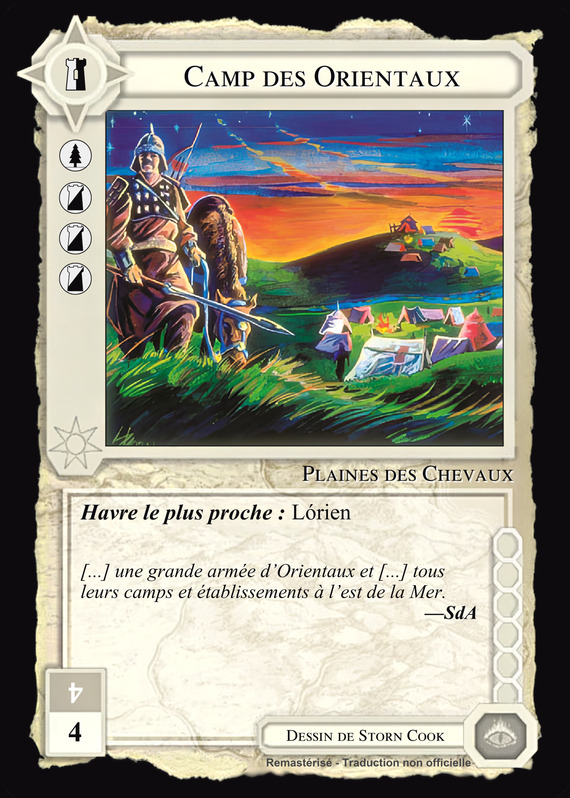 Camp des Orientaux
Plaines des Chevaux
Havre le plus proche : Lórien
[...] une grande armée d’Orientaux et [...] tous
leurs camps et établissements à l’est de la Mer.
—SdA
4
4
Dessin de Storn Cook
Remastérisé - Traduction non officielle